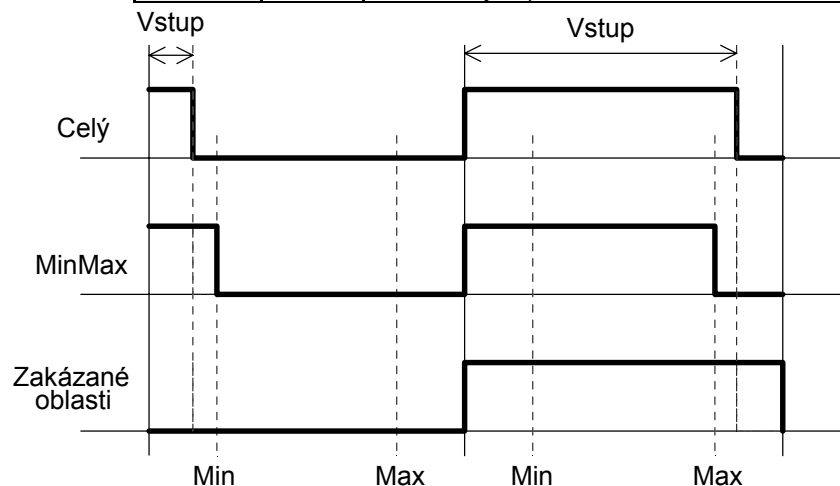 Vstup
Vstup
Celý
MinMax
Zakázané
oblasti
Min Max Min Max